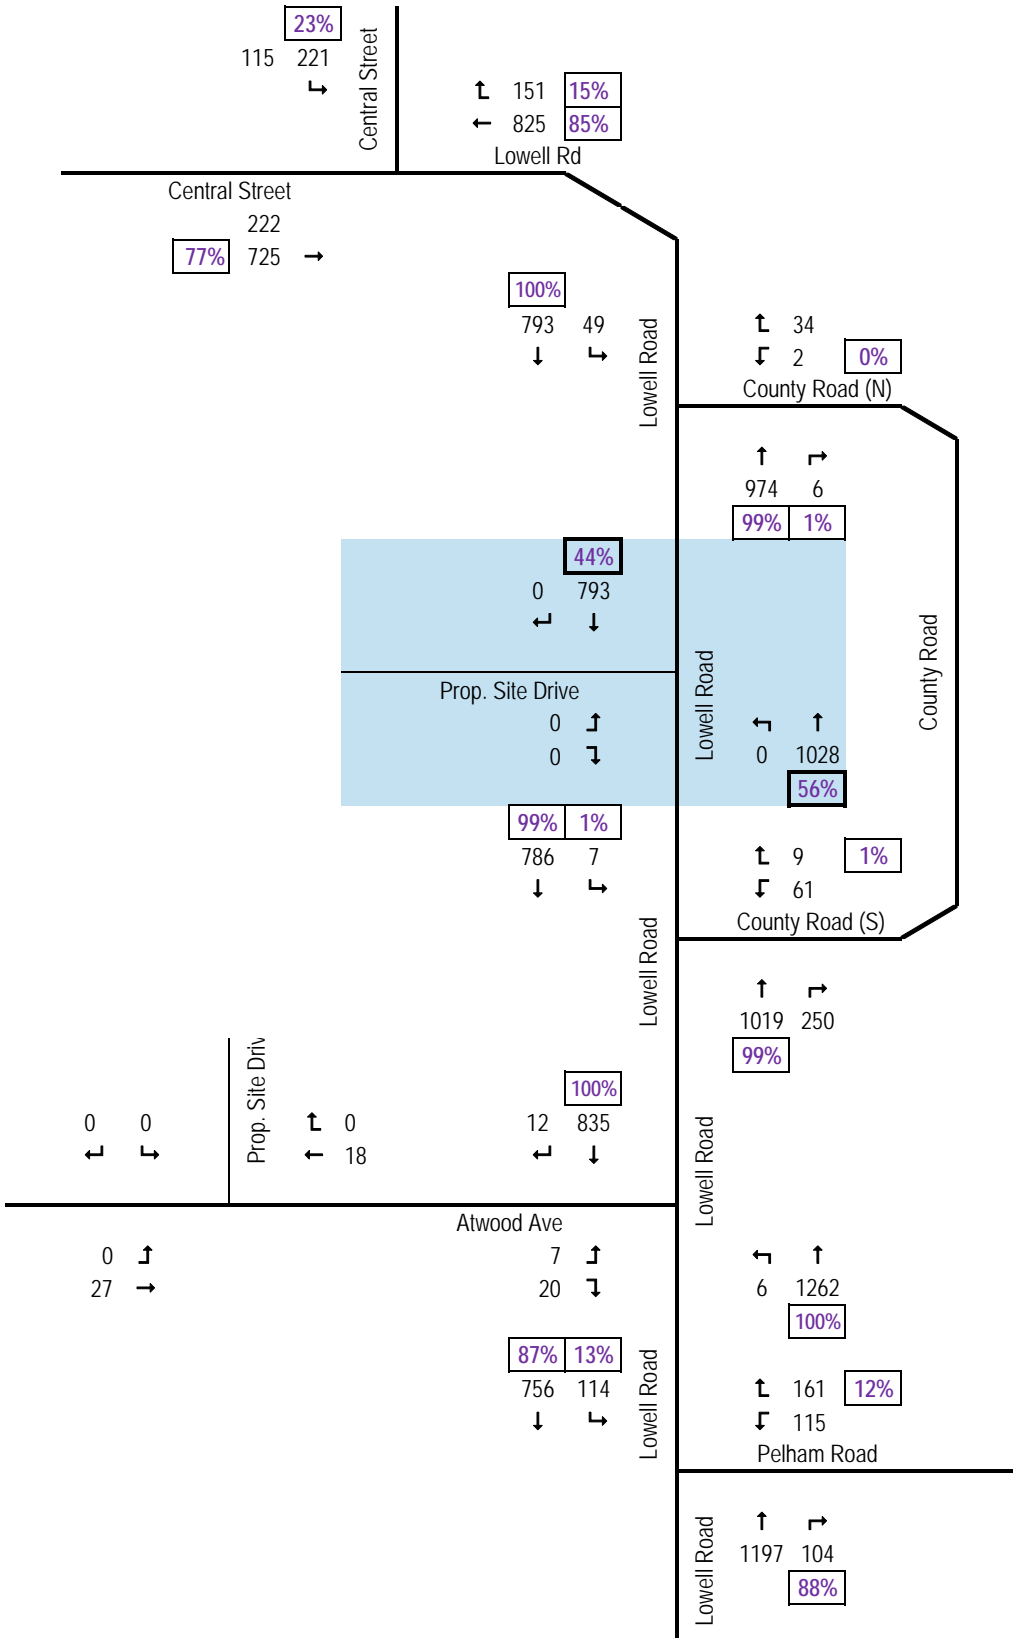 23%
115 221
Central Street
151 15%
825 85%
Lowell Rd
Central Street
222
77% 725
100%
793 49
Lowell Road
34
2 0%
County Road (N)
974 6
99% 1%
44%
0 793
Prop. Site Drive
0
0
Lowell Road
County Road
0 1028
56%
99% 1%
786 7
9 1%
61
County Road (S)
Lowell Road
1019 250
99%
Prop. Site Driv
100%
0 0
0
18
12 835
Lowell Road
Atwood Ave
0
27
7
20
6 1262
100%
87% 13%
756 114
Lowell Road
161 12%
115
Pelham Road
Lowell Road
1197 104
88%